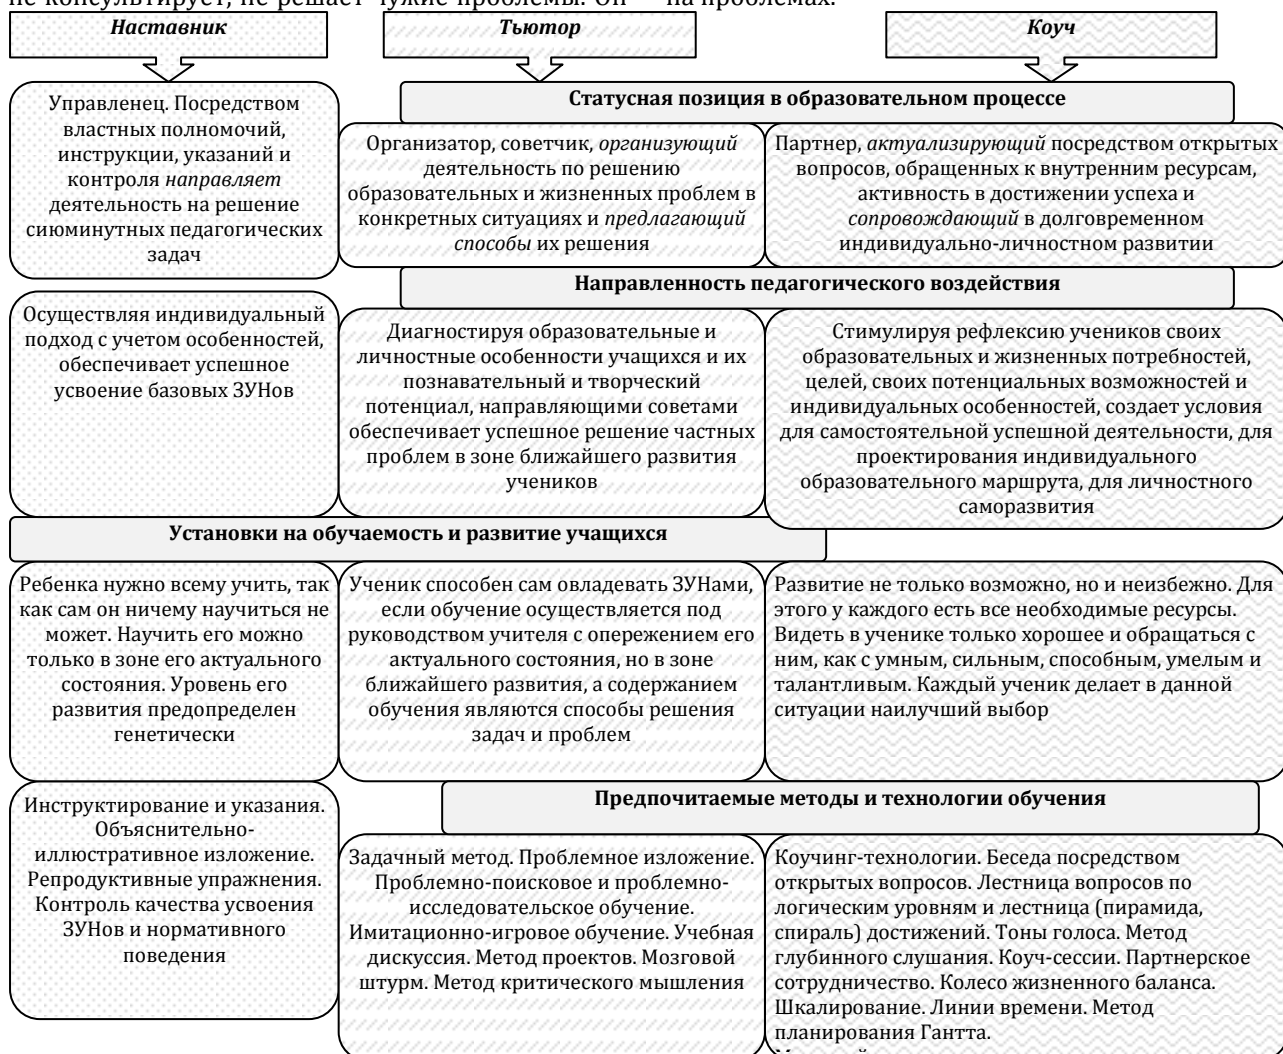 не консультирует, не решает чужие проблемы. Он на проблемах.
Наставник
Тьютор
Коуч
Статусная позиция в образовательном процессе
Управленец. Посредством
властных полномочий,
инструкции, указаний и
контроля направляет
деятельность на решение
сиюминутных педагогических
задач
Организатор, советчик, организующий
деятельность по решению
образовательных и жизненных проблем в
конкретных ситуациях и предлагающий
способы их решения
Партнер, актуализирующий посредством открытых
вопросов, обращенных к внутренним ресурсам,
активность в достижении успеха и
сопровождающий в долговременном
индивидуально-личностном развитии
Направленность педагогического воздействия
Осуществляя индивидуальный
подход с учетом особенностей,
обеспечивает успешное
усвоение базовых ЗУНов
Диагностируя образовательные и
личностные особенности учащихся и их
познавательный и творческий
потенциал, направляющими советами
обеспечивает успешное решение частных
проблем в зоне ближайшего развития
учеников
Стимулируя рефлексию учеников своих
образовательных и жизненных потребностей,
целей, своих потенциальных возможностей и
индивидуальных особенностей, создает условия
для самостоятельной успешной деятельности, для
проектирования индивидуального
образовательного маршрута, для личностного
саморазвития
Установки на обучаемость и развитие учащихся
Ребенка нужно всему учить, так
как сам он ничему научиться не
может. Научить его можно
только в зоне его актуального
состояния. Уровень его
развития предопределен
генетически
Ученик способен сам овладевать ЗУНами,
если обучение осуществляется под
руководством учителя с опережением его
актуального состояния, но в зоне
ближайшего развития, а содержанием
обучения являются способы решения
задач и проблем
Развитие не только возможно, но и неизбежно. Для
этого у каждого есть все необходимые ресурсы.
Видеть в ученике только хорошее и обращаться с
ним, как с умным, сильным, способным, умелым и
талантливым. Каждый ученик делает в данной
ситуации наилучший выбор
Предпочитаемые методы и технологии обучения
Инструктирование и указания.
Объяснительно-
иллюстративное изложение.
Репродуктивные упражнения.
Контроль качества усвоения
ЗУНов и нормативного
поведения
Задачный метод. Проблемное изложение.
Проблемно-поисковое и проблемно-
исследовательское обучение.
Имитационно-игровое обучение. Учебная
дискуссия. Метод проектов. Мозговой
штурм. Метод критического мышления
Коучинг-технологии. Беседа посредством
открытых вопросов. Лестница вопросов по
логическим уровням и лестница (пирамида,
спираль) достижений. Тоны голоса. Метод
глубинного слушания. Коуч-сессии. Партнерское
сотрудничество. Колесо жизненного баланса.
Шкалирование. Линии времени. Метод
планирования Гантта.